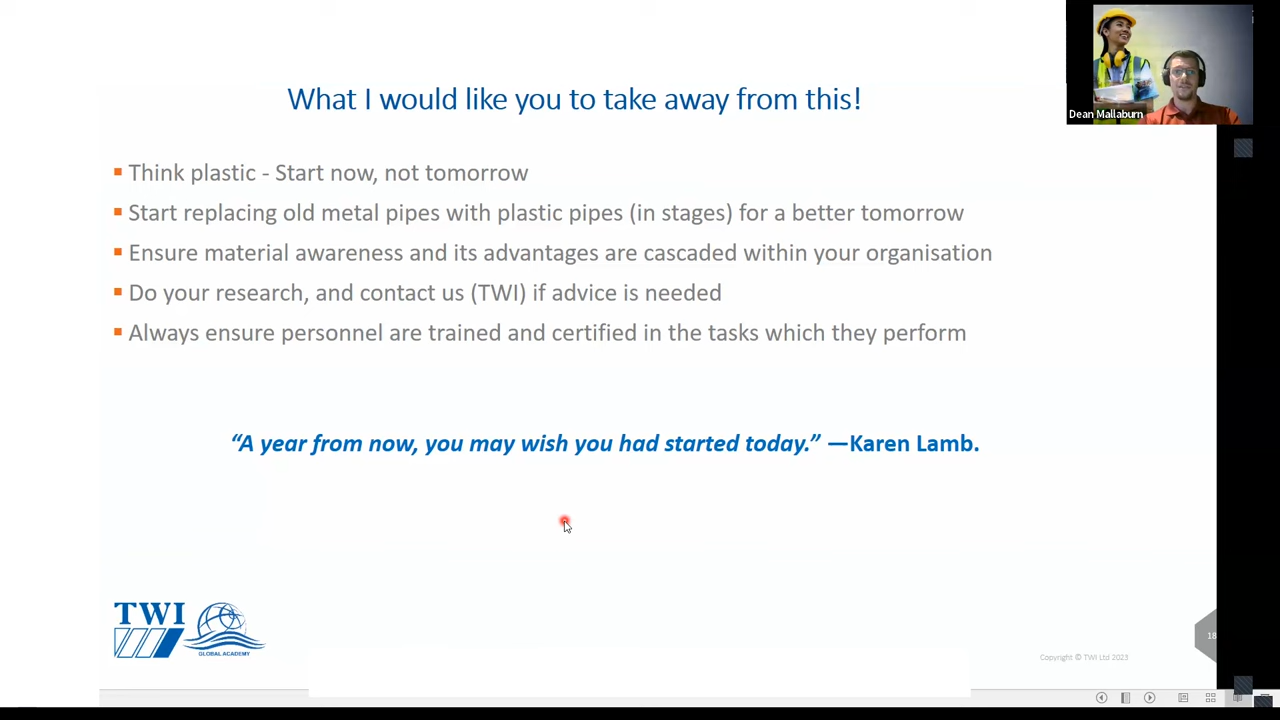 What I would like you to take away from this!
Dean Mallaburn
Think plastic - Start now, not tomorrow
Start replacing old metal pipes with plastic pipes (in stages) for a better tomorrow
Ensure material awareness and its advantages are cascaded within your organisation
Do your research, and contact us (TWI) if advice is needed
Always ensure personnel are trained and certified in the tasks which they perform
“A year from now, you may wish you had started today.” —Karen Lamb.
TWI
GLOBAL ACADEMY
18
Copyright © TWI Ltd 2023